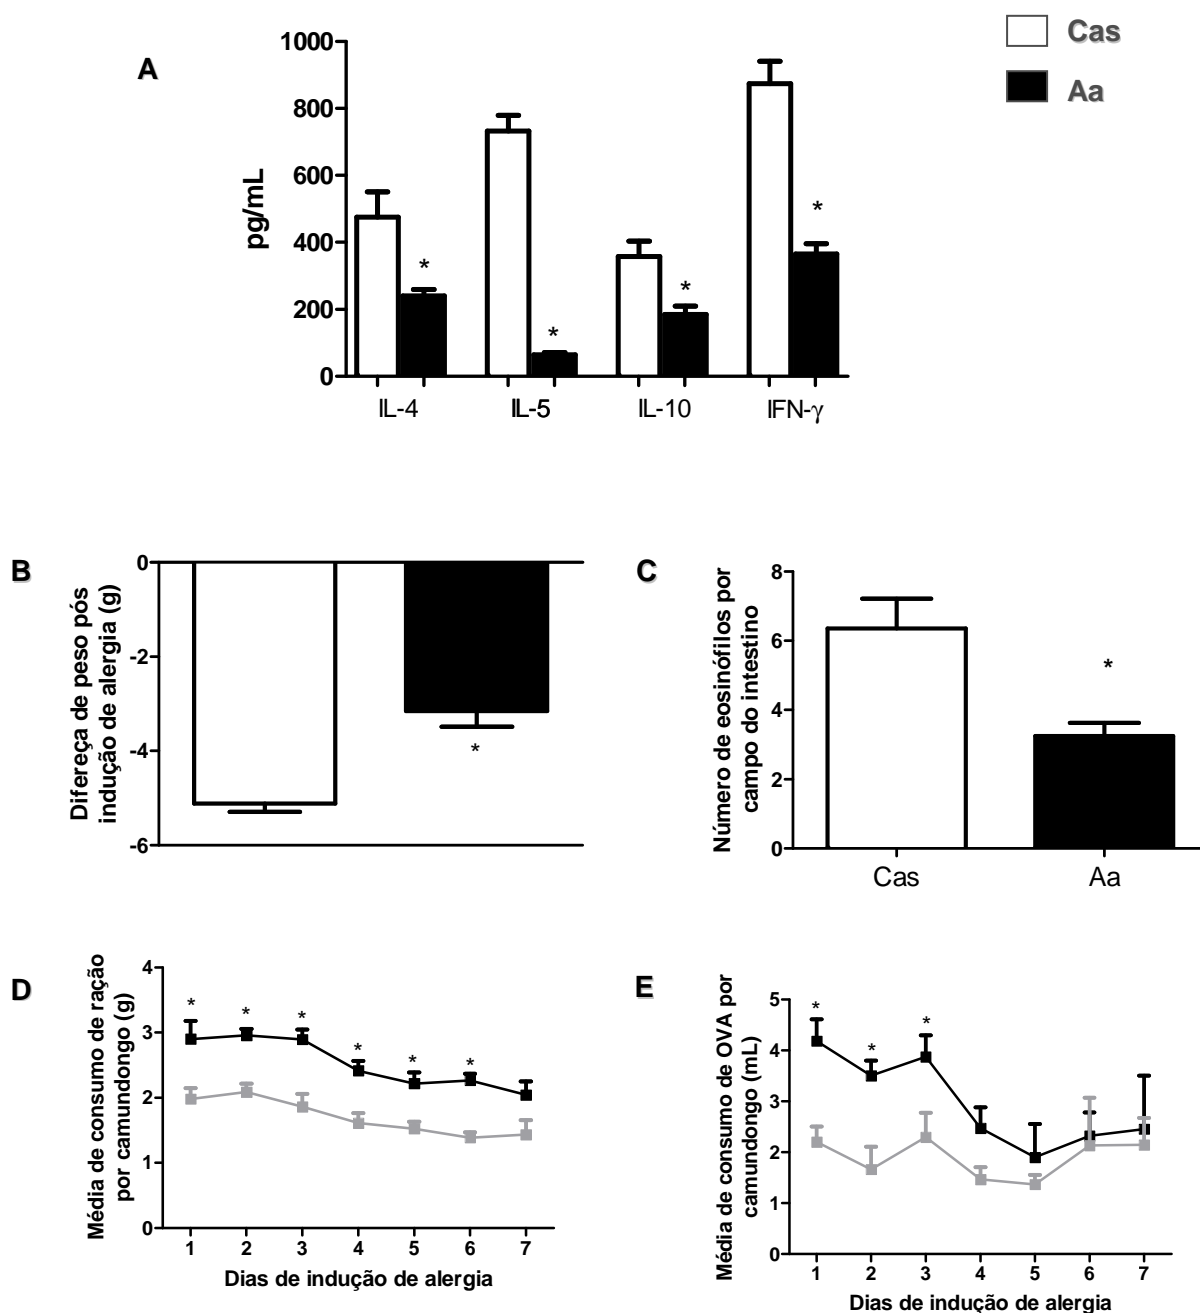 Cas
Aa
A
1000
800
600
400
200
0
pg/mL
*
*
*
*
IL-4 IL-5 IL-10 IFN-γ
B
0
-2
-4
-6
Difereça de peso pós
indução de alergia (g)
*
C
8
6
4
2
0
Número de eosinófilos por
campo do intestino
*
Cas Aa
D
4
3
2
1
0
Média de consumo de ração
por camundongo (g)
* * * * * *
1 2 3 4 5 6 7
Dias de indução de alergia
E
5
4
3
2
1
0
Média de consumo de OVA por
camundongo (mL)
* * *
1 2 3 4 5 6 7
Dias de indução de alergia